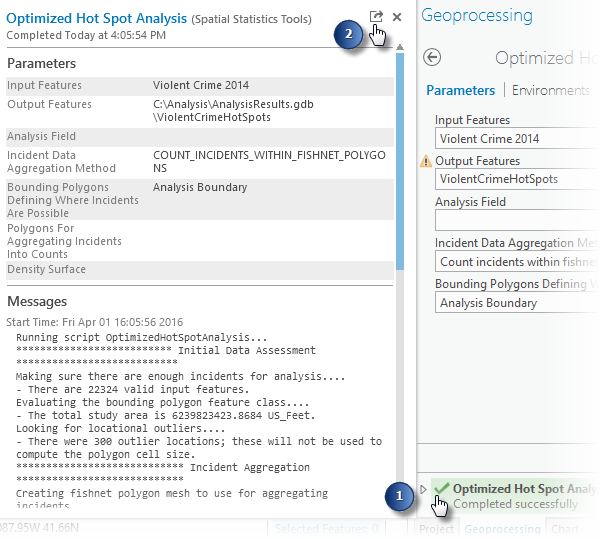 Optimized Hot Spot Analysis (Spatial Statistics Tools)
Completed Today at 4:05:54 PM
2
Parameters
Input Features Violent Crime 2014
Output Features C:\Analysis\AnalysisResults.gdb
\ViolentCrimeHotSpots
Analysis Field
Incident Data COUNT_INCIDENTS_WITHIN_FISHNET_POLYGO
Aggregation Method NS
Bounding Polygons Analysis Boundary
Defining Where Incidents
Are Possible
Polygons For
Aggregating Incidents
Into Counts
Density Surface
Messages
Start Time: Fri Apr 01 16:05:56 2016
Running script OptimizedHotSpotAnalysis...
************************** Initial Data Assessment
***************************
Making sure there are enough incidents for analysis....
- There are 22324 valid input features.
Evaluating the bounding polygon feature class....
- The total study area is 6239823423.8684 US_Feet.
Looking for locational outliers....
- There were 300 outlier locations; these will not be used to
compute the polygon cell size.
**************************** Incident Aggregation
****************************
Creating fishnet polygon mesh to use for aggregating
incidents
Geoprocessing
Optimized Ho
Parameters | Environments
Input Features
Violent Crime 2014
Output Features
ViolentCrimeHotSpots
Analysis Field
Incident Data Aggregation Me
Count incidents within fishne
Bounding Polygons Defining W
Analysis Boundary
1
Optimized Hot Spot Analy
Completed successfully
087.95W 41.66N
Selected Features: 0
Project Geoprocessing Chart